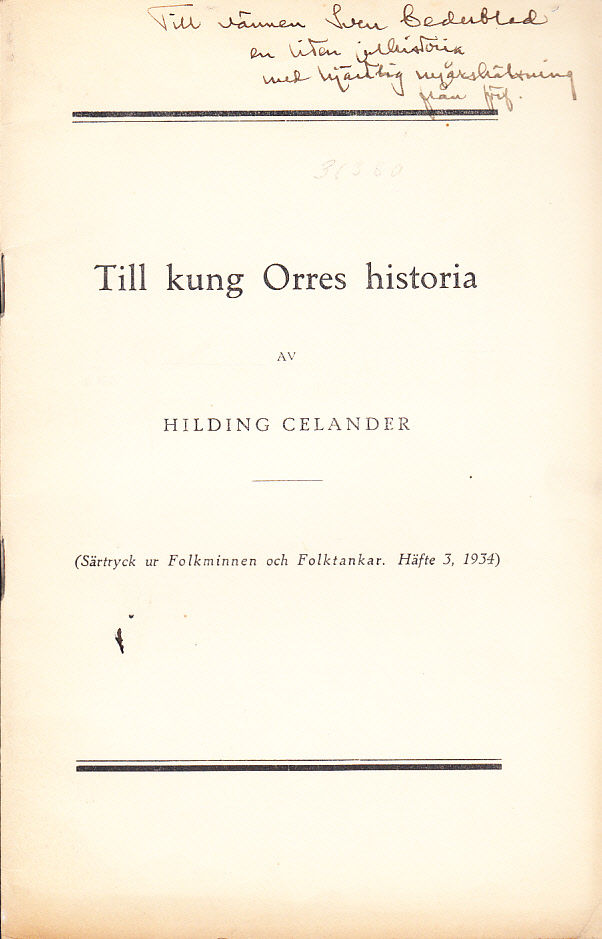 Till vännen Sven Cederblad
en liten julhistoria
med hjärtlig nyårshälsning
från förf.
31350
Till kung Orres historia
AV
HILDING CELANDER
(Särtryck ur Folkminnen och Folktankar. Häfte 3, 1934)